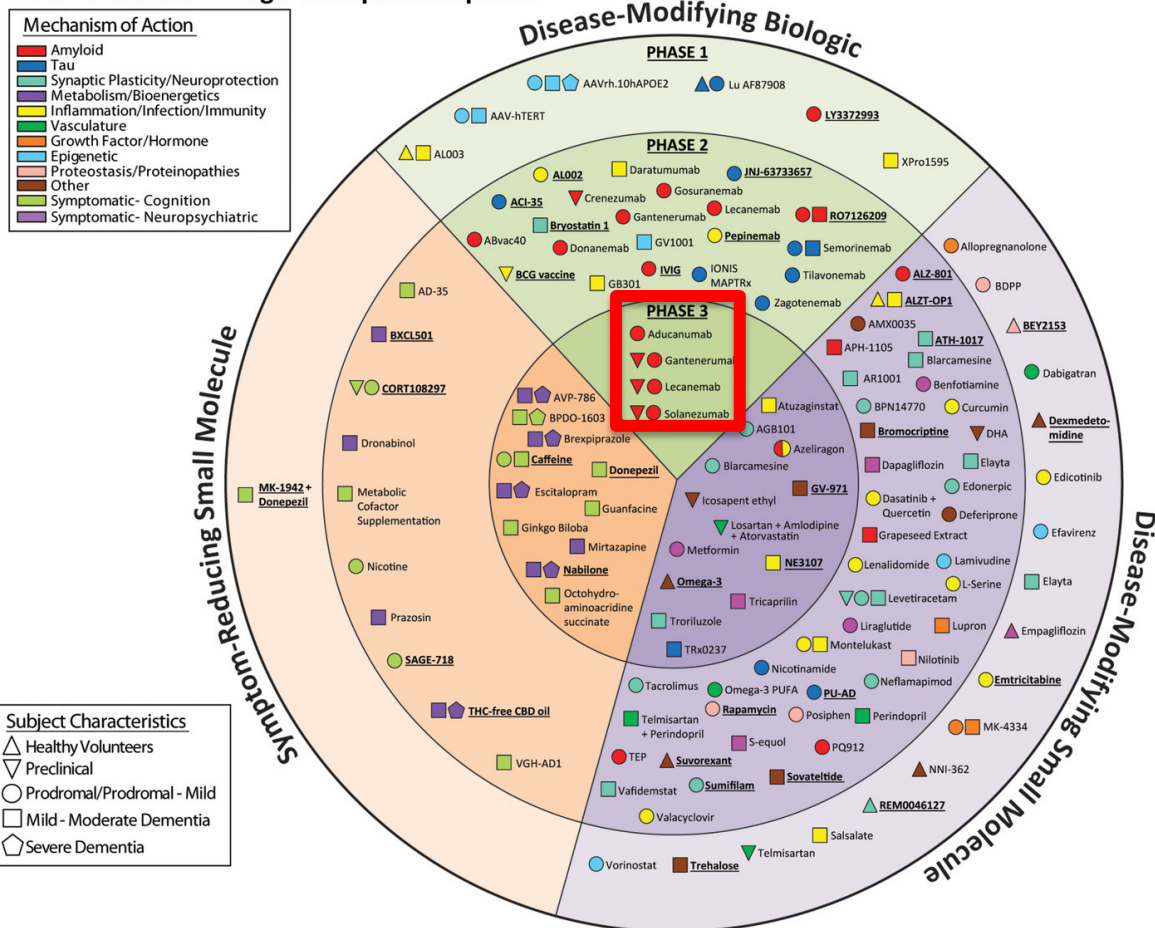 Mechanism of Action
Amyloid
Tau
Synaptic Plasticity/Neuroprotection
Metabolism/Bioenergetics
Inflammation/Infection/Immunity
Vasculature
Growth Factor/Hormone
Epigenetic
Proteostasis/Proteinopathies
Other
Symptomatic- Cognition
Symptomatic- Neuropsychiatric
Disease-Modifying Biologic
PHASE 1
AAVrh.10hAPOE2
Lu AF87908
AAV-hTERT
LY3372993
AL003
XPro1595
PHASE 2
AL002
Daratumumab
JNJ-63733657
ACI-35
Crenezumab
Gosuranemab
Bryostatin 1
Gantenerumab
Lecanemab
RO7126209
ABvac40
Donanemab
GV1001
Pepinemab
Semorinemab
BCG vaccine
GB301
IVIG
IONIS
MAPTRx
Tilavonemab
Zagotenemab
PHASE 3
Aducanumab
Gantenerumab
Lecanemab
Solanezumab
Symptom-Reducing Small Molecule
AD-35
BXCL501
CORT108297
Dronabinol
MK-1942 +
Donepezil
Metabolic
Cofactor
Supplementation
Nicotine
Prazosin
SAGE-718
THC-free CBD oil
VGH-AD1
AVP-786
BPDO-1603
Brexpiprazole
Caffeine
Donepezil
Escitalopram
Guanfacine
Ginkgo Biloba
Mirtazapine
Nabilone
Octohydro-
aminoacridine
succinate
Disease-Modifying Small Molecule
Atuzaginstat
AGB101
Azeliragon
Blarcamesine
GV-971
Icosapent ethyl
Losartan + Amlodipine
+ Atorvastatin
Metformin
NE3107
Omega-3
Tricaprilin
Troriluzole
TRx0237
ALZ-801
ALZT-OP1
AMX0035
ATH-1017
APH-1105
Blarcamesine
AR1001
Benfotiamine
BPN14770
Curcumin
Bromocriptine
DHA
Dapagliflozin
Elayta
Edonerpic
Dasatinib +
Quercetin
Deferiprone
Grapeseed Extract
Lenalidomide
Lamivudine
L-Serine
Levetiracetam
Liraglutide
Lupron
Montelukast
Nilotinib
Nicotinamide
Neflamapimod
Tacrolimus
Omega-3 PUFA
PU-AD
Rapamycin
Posiphen
Perindopril
Telmisartan
+ Perindopril
S-equol
PQ912
TEP
Suvorexant
Sovateltide
Vafidemstat
Sumifilam
Valacyclovir
Allopregnanolone
BDPP
BEY2153
Dabigatran
Dexmedeto-
midine
Edicotinib
Efavirenz
Elayta
Empagliflozin
Emtricitabine
MK-4334
NNI-362
REM0046127
Salsalate
Telmisartan
Trehalose
Vorinostat
Subject Characteristics
Healthy Volunteers
Preclinical
Prodromal/Prodromal - Mild
Mild - Moderate Dementia
Severe Dementia